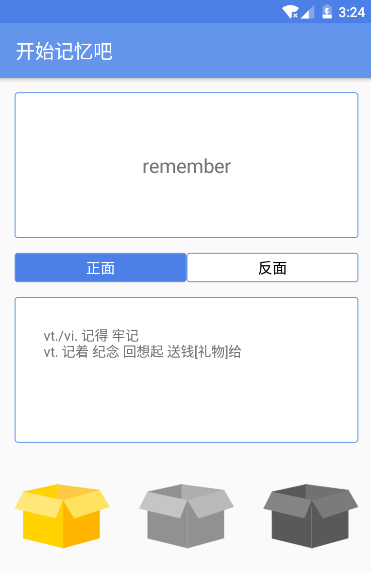 3:24
开始记忆吧
remember
正面 反面
vt./vi. 记得 牢记
vt. 记着 纪念 回想起 送钱[礼物]给